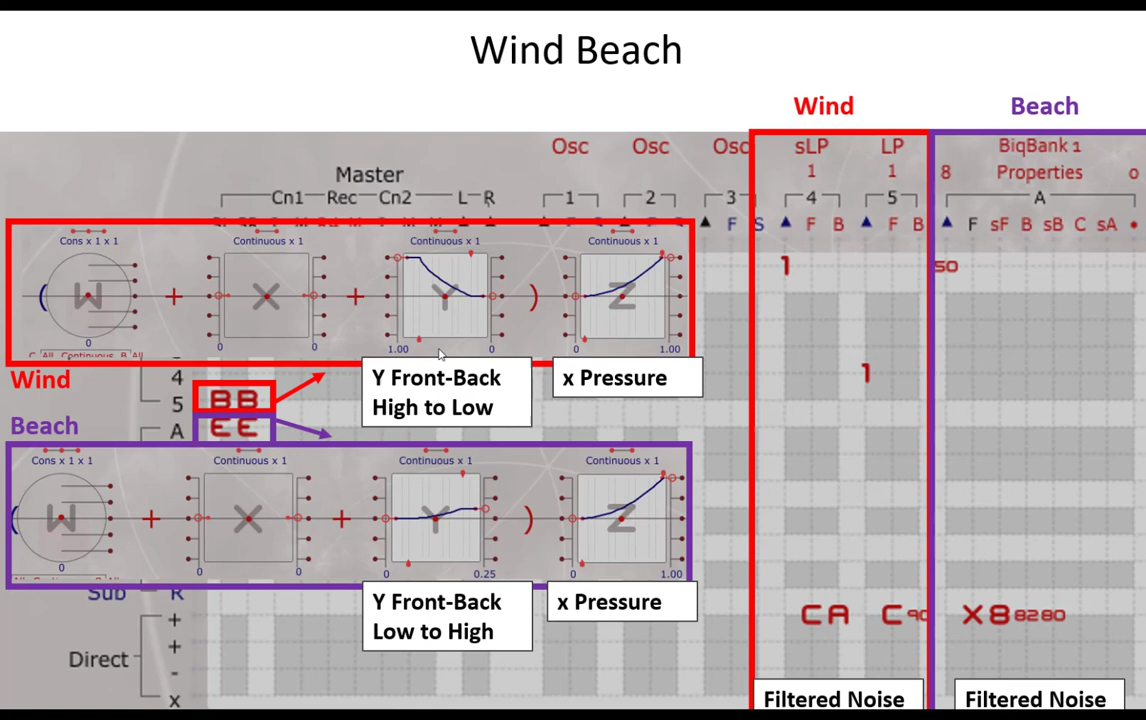 Wind Beach
Wind
Beach
Osc Osc Osc sLP LP BiqBank 1
1 1 8 Properties o
Master
Cn1 Rec Cn2 L R 1 2 3 4 5 A
F S F B F B F sF B sB C sA
Cons x 1 x 1 Continuous x 1 Continuous x 1 Continuous x 1
( W + X + Y ) Z
0 0 0 1.00 0 0 1.00
1 50
Wind
Y Front-Back
High to Low
x Pressure
4
5 BB
1
Beach
A EE
Cons x 1 x 1 Continuous x 1 Continuous x 1 Continuous x 1
( W + X + Y ) Z
0 0 0 0 0.25 0 1.00
Y Front-Back
Low to High
x Pressure
Sub R
+ CA C90 X8 8280
Direct
+
-
x
Filtered Noise
Filtered Noise